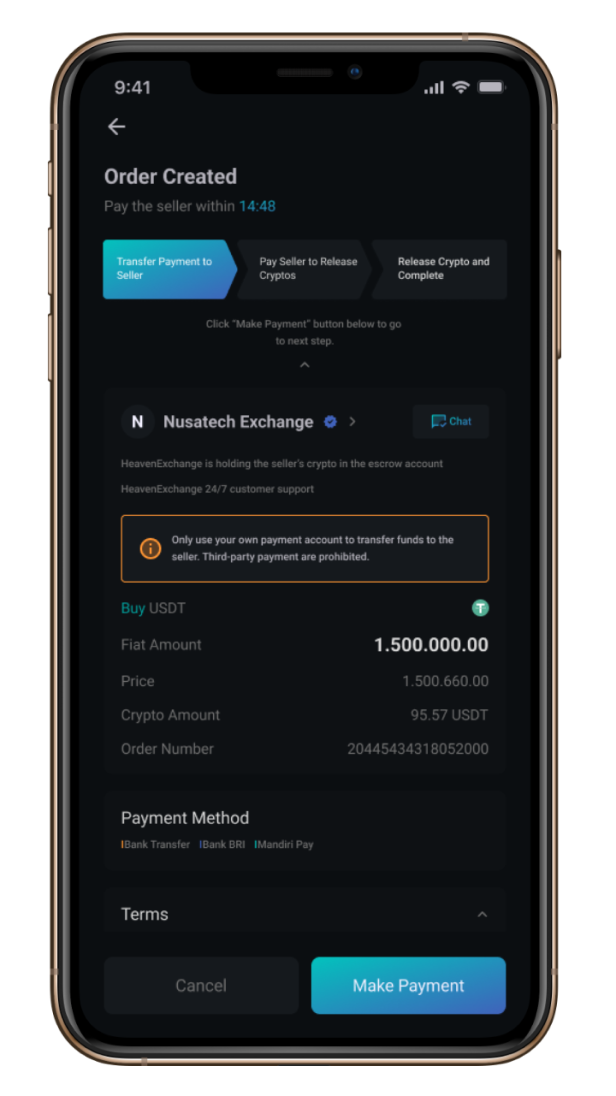 9:41
Order Created
Pay the seller within 14:48
Transfer Payment to
Seller
Pay Seller to Release
Cryptos
Release Crypto and
Complete
Click "Make Payment" button below to go
to next step.
N Nusatech Exchange
Chat
HeavenExchange is holding the seller's crypto in the escrow account
HeavenExchange 24/7 customer support
Only use your own payment account to transfer funds to the
seller. Third-party payment are prohibited.
Buy USDT
Fiat Amount 1.500.000.00
Price 1.500.660.00
Crypto Amount 95.57 USDT
Order Number 20445434318052000
Payment Method
Bank Transfer Bank BRI Mandiri Pay
Terms
Cancel Make Payment